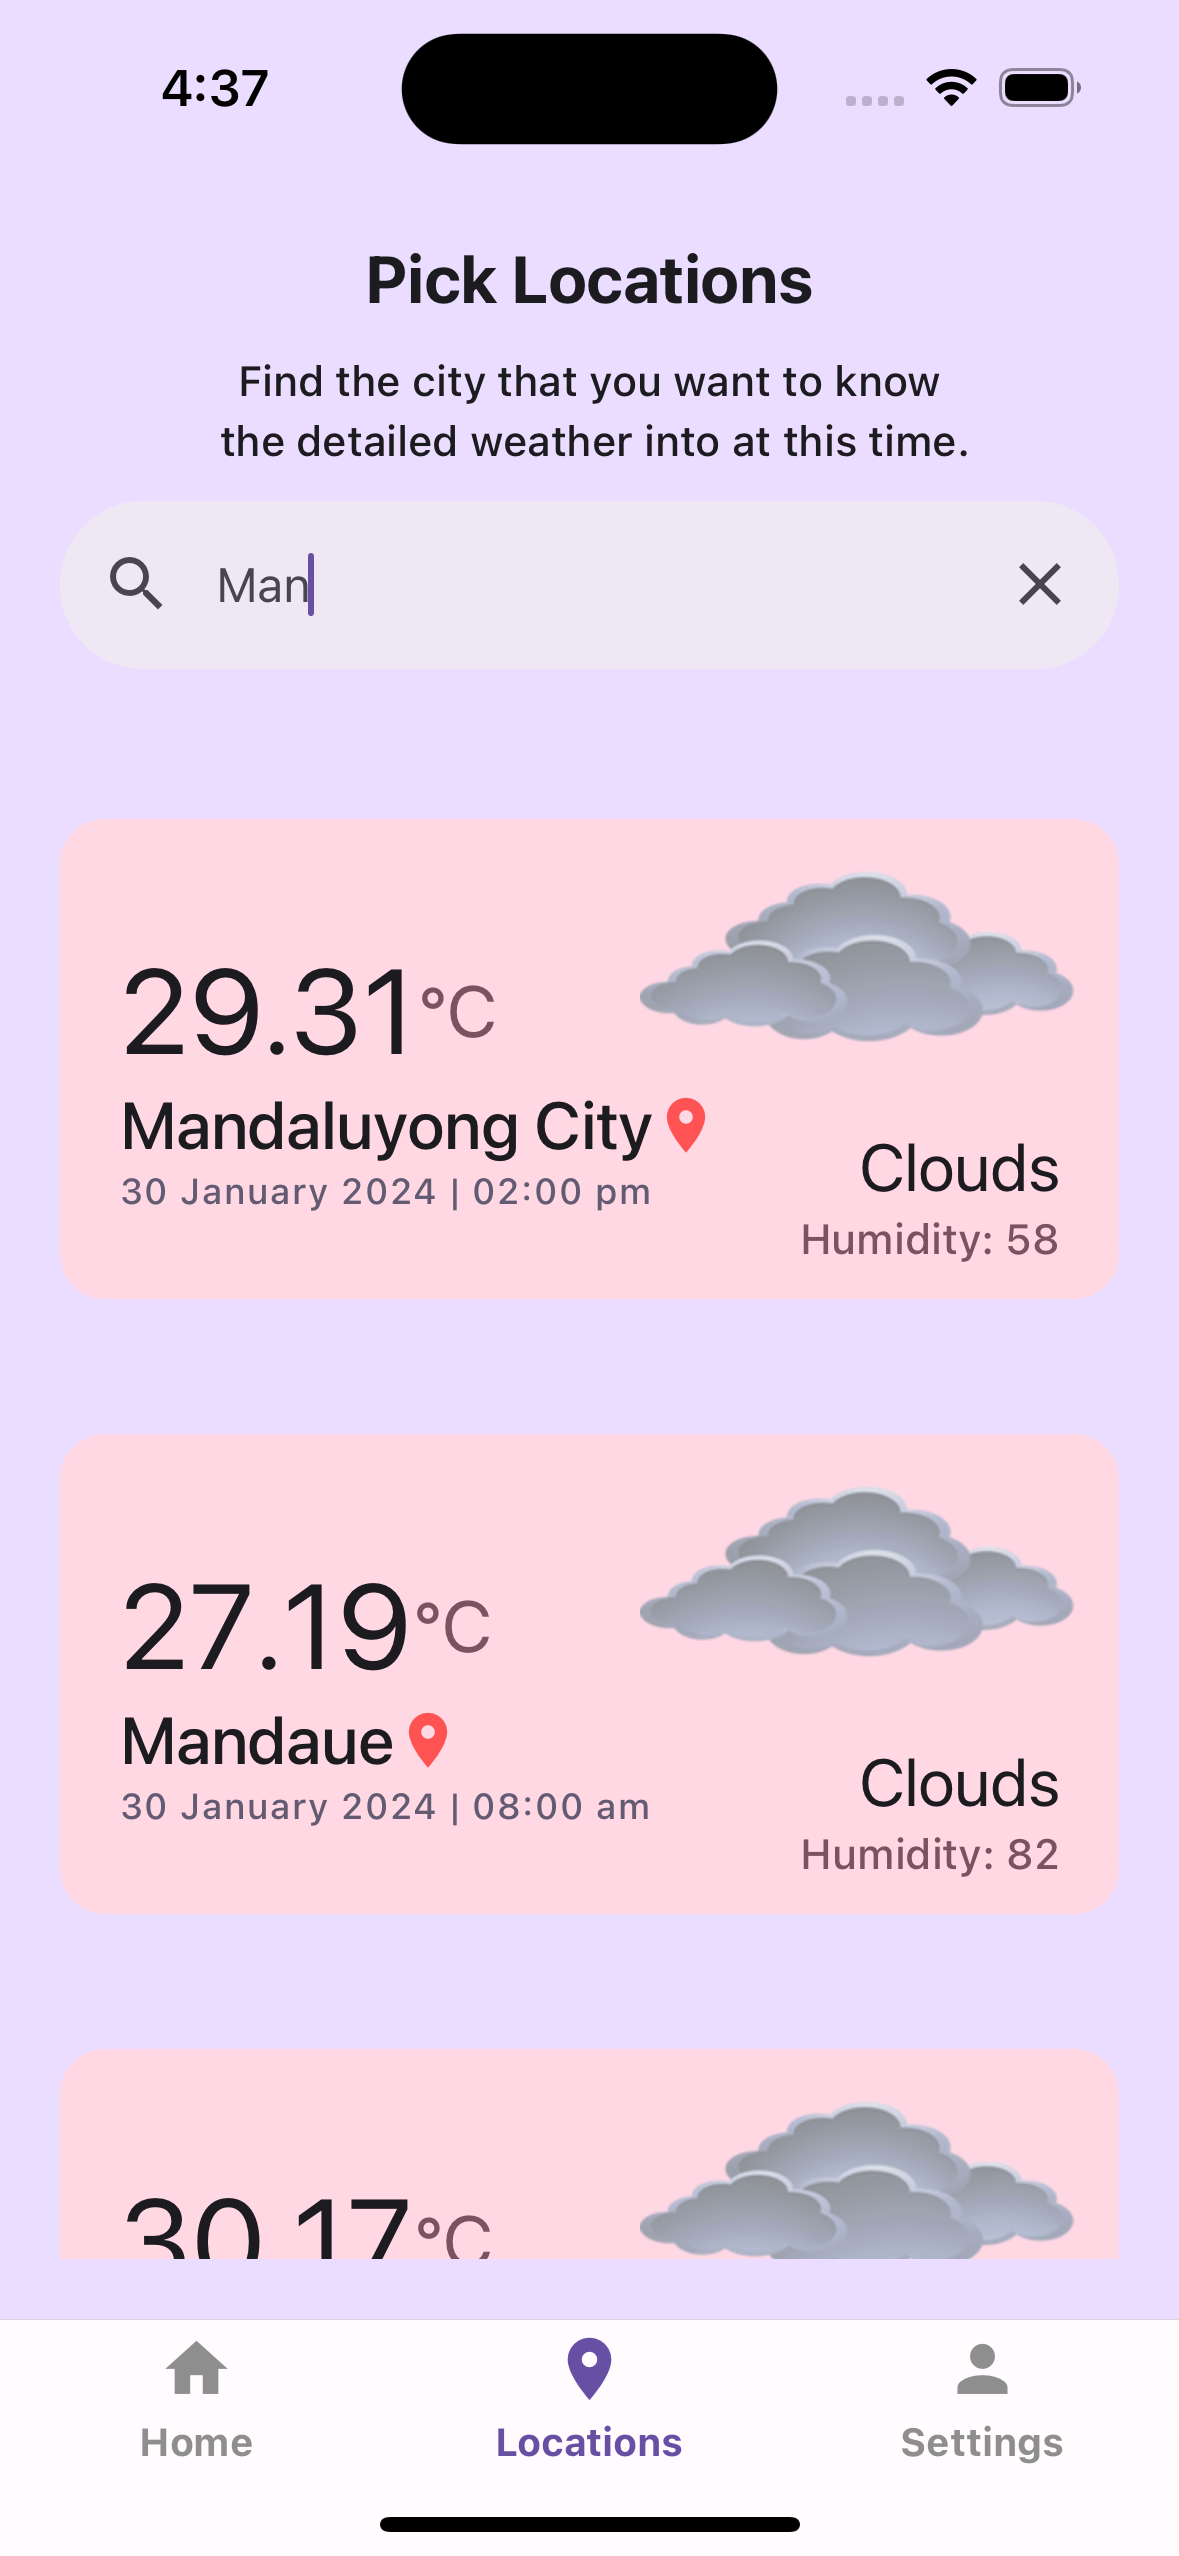 4:37
Pick Locations
Find the city that you want to know
the detailed weather into at this time.
Man
29.31°C
Mandaluyong City
30 January 2024 | 02:00 pm
Clouds
Humidity: 58
27.19°C
Mandaue
30 January 2024 | 08:00 am
Clouds
Humidity: 82
30.17°C
Home
Locations
Settings